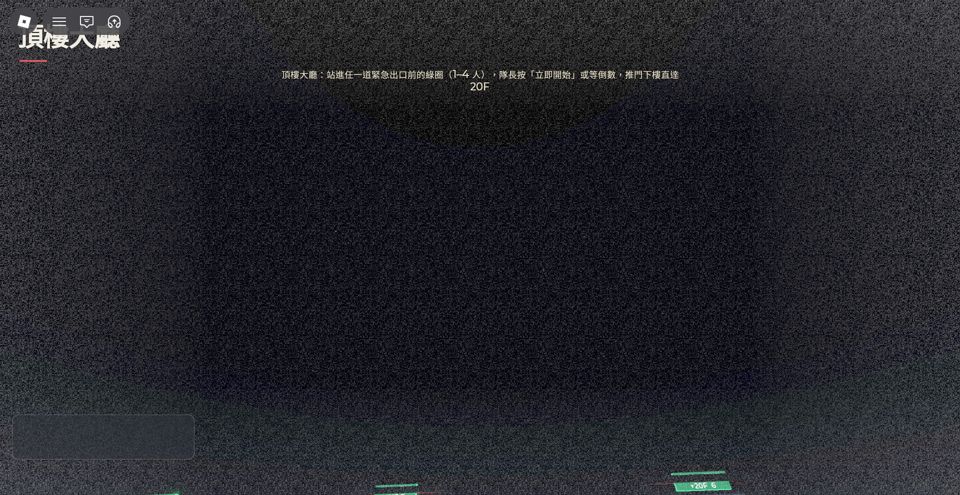 頂樓大廳
頂樓大廳：站進任一道緊急出口前的綠圈（1–4 人），隊長按「立即開始」或等倒數，推門下樓直達
20F